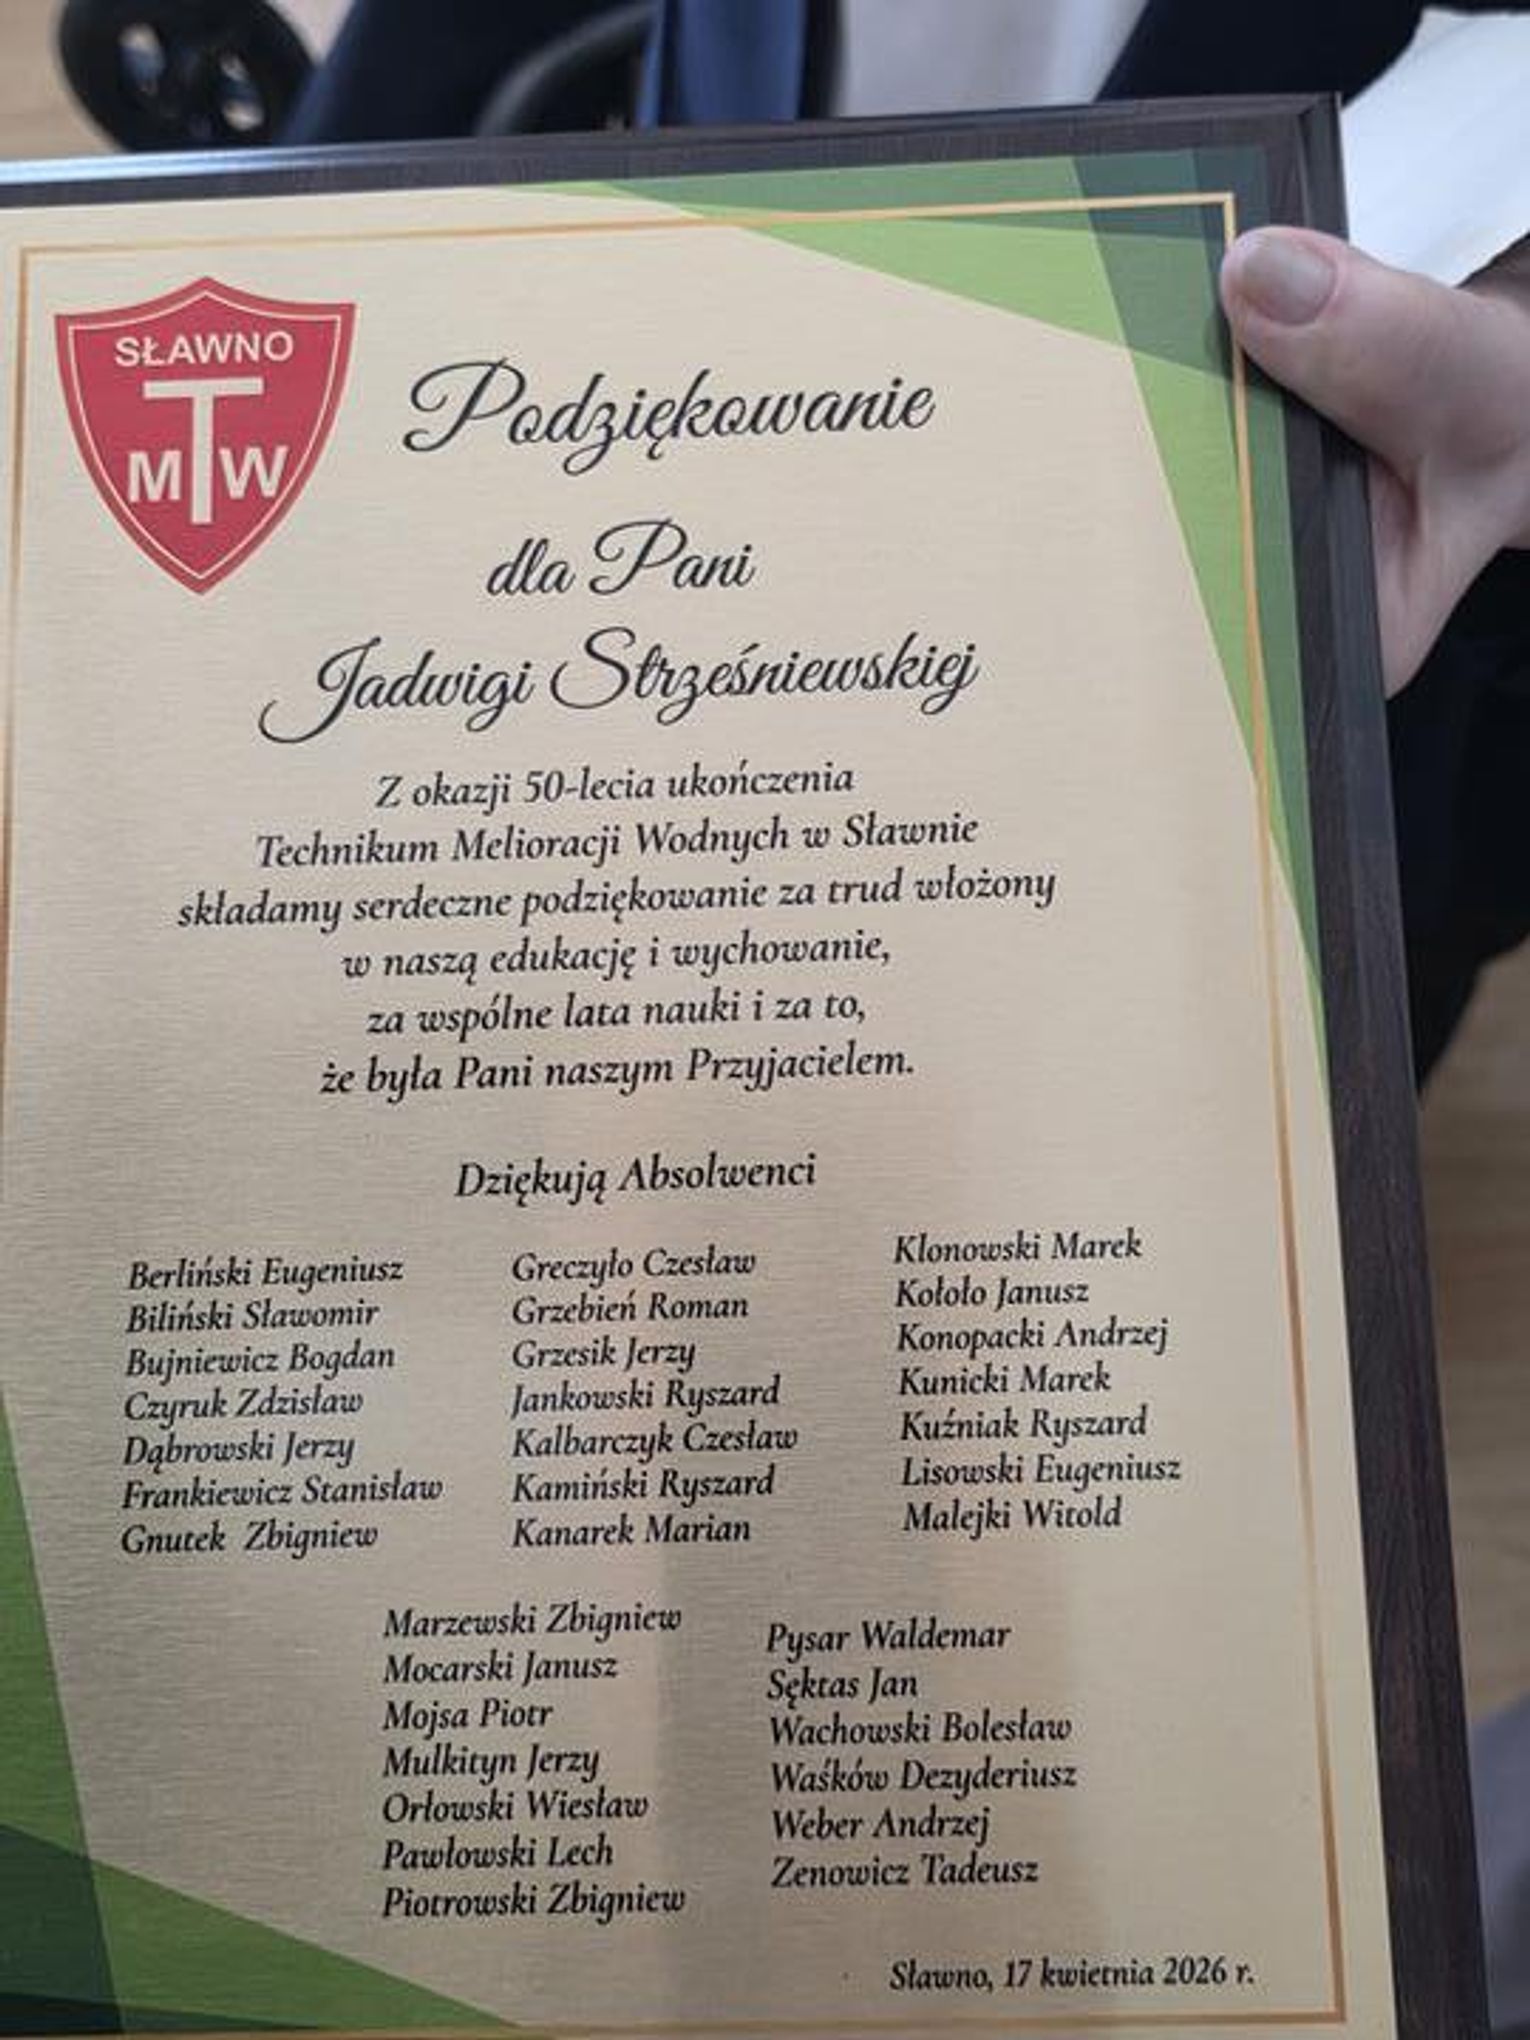 SŁAWNO
T
M W
Podziękowanie
dla Pani
Jadwigi Strześniewskiej
Z okazji 50-lecia ukończenia
Technikum Melioracji Wodnych w Sławnie
składamy serdeczne podziękowanie za trud włożony
w naszą edukację i wychowanie,
za wspólne lata nauki i za to,
że była Pani naszym Przyjacielem.
Dziękują Absolwenci
Berliński Eugeniusz
Biliński Sławomir
Bujniewicz Bogdan
Czyruk Zdzisław
Dąbrowski Jerzy
Frankiewicz Stanisław
Gnutek Zbigniew
Greczyło Czesław
Grzebień Roman
Grzesik Jerzy
Jankowski Ryszard
Kalbarczyk Czesław
Kamiński Ryszard
Kanarek Marian
Klonowski Marek
Kołoło Janusz
Konopacki Andrzej
Kunicki Marek
Kuźniak Ryszard
Lisowski Eugeniusz
Malejki Witold
Marzewski Zbigniew
Mocarski Janusz
Mojsa Piotr
Mulkityn Jerzy
Orłowski Wiesław
Pawłowski Lech
Piotrowski Zbigniew
Pysar Waldemar
Sęktas Jan
Wachowski Bolesław
Waśków Dezyderiusz
Weber Andrzej
Zenowicz Tadeusz
Sławno, 17 kwietnia 2026 r.